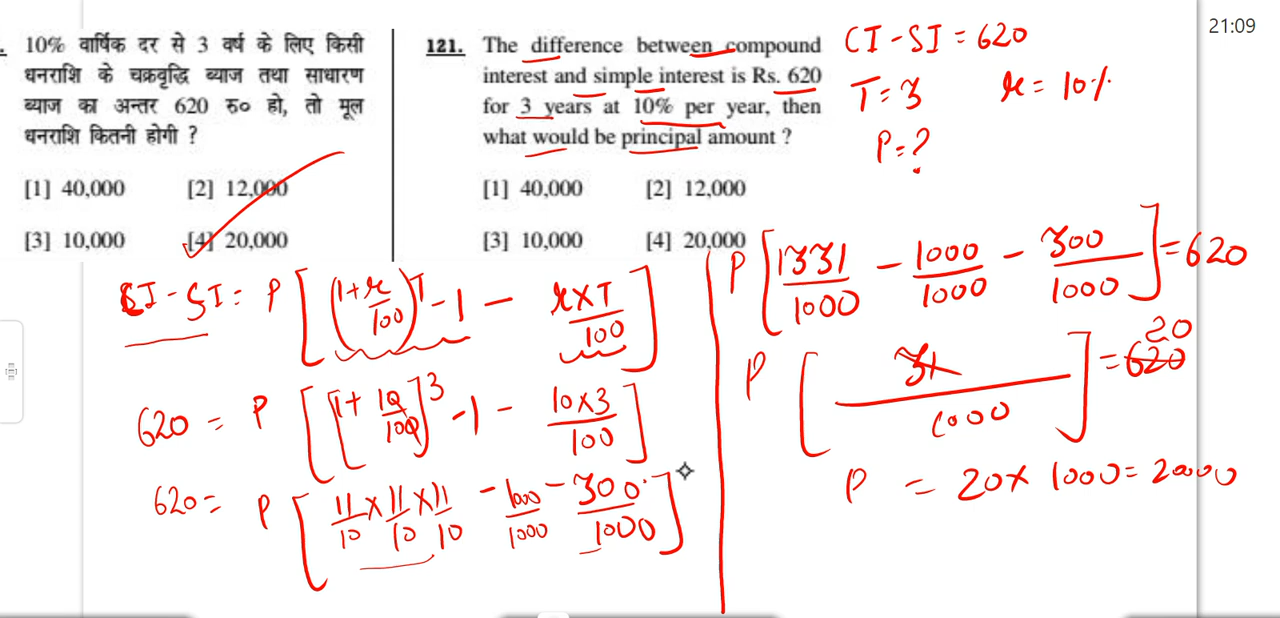 21:09
. 10% वार्षिक दर से 3 वर्ष के लिए किसी
धनराशि के चक्रवृद्धि ब्याज तथा साधारण
ब्याज का अन्तर 620 रु० हो, तो मूल
धनराशि कितनी होगी ?
[1] 40,000 [2] 12,000
[3] 10,000 [4] 20,000
121. The difference between compound
interest and simple interest is Rs. 620
for 3 years at 10% per year, then
what would be principal amount ?
[1] 40,000 [2] 12,000
[3] 10,000 [4] 20,000
CI - SI = 620
T = 3 r = 10%
P = ?
CI - SI = P [ (1 + r/100)^T - 1 - r×T/100 ]
620 = P [ [1 + 10/100]^3 - 1 - 10×3/100 ]
620 = P [ 11/10 × 11/10 × 11/10 - 1000/1000 - 300/1000 ]
P [ 1331/1000 - 1000/1000 - 300/1000 ] = 620
20
P [ 31/1000 ] = 620
P = 20 × 1000 = 20000